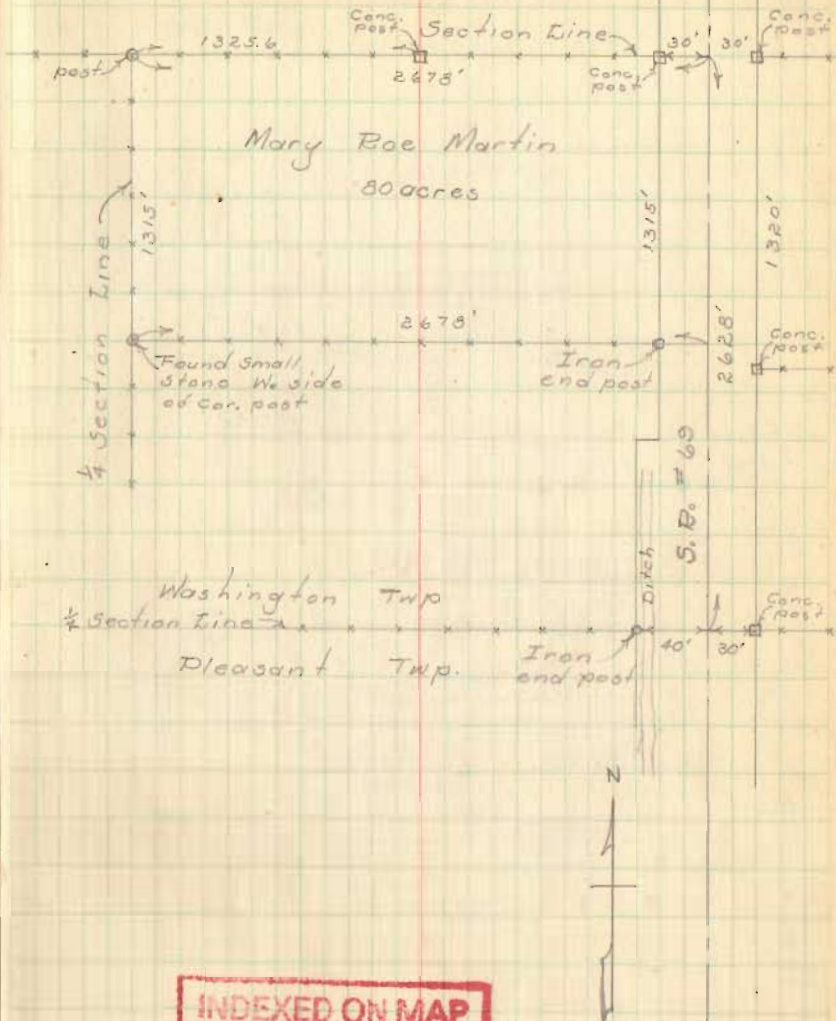 Conc.
post
Section Line
Conc.
post
1325.6
30'
30'
post
2678'
Conc.
post
Mary Roe Martin
80 acres
1315'
1315'
1320'
1/4 Section Line
2678'
2628'
Conc.
post
Found Small
Stone W. side
of cor. post
Iron
end post
S.R. #69
Ditch
Washington Twp
1/4 Section Line
Conc.
post
Pleasant Twp.
Iron
end post
40'
30'
N
INDEXED ON MAP